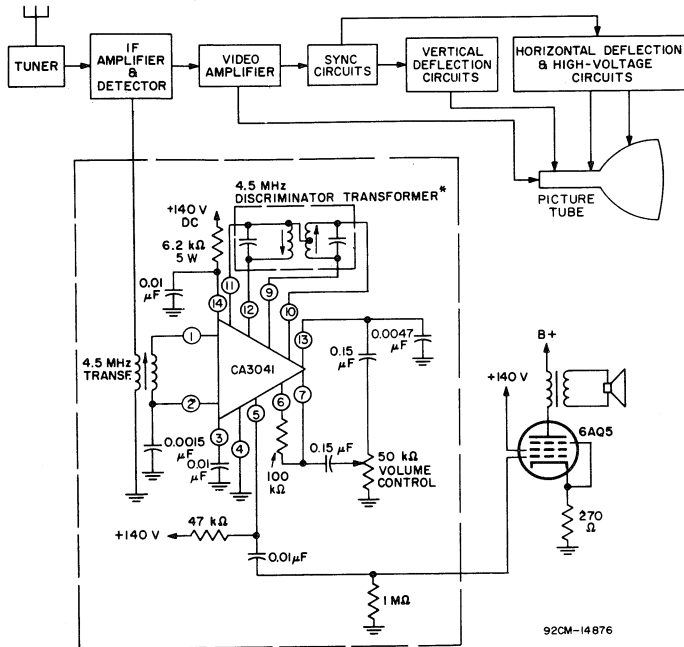 TUNER
IF
AMPLIFIER
&
DETECTOR
VIDEO
AMPLIFIER
SYNC
CIRCUITS
VERTICAL
DEFLECTION
CIRCUITS
HORIZONTAL DEFLECTION
& HIGH-VOLTAGE
CIRCUITS
PICTURE
TUBE
4.5 MHz
DISCRIMINATOR TRANSFORMER*
+140 V
DC
6.2 kΩ
5 W
0.01
μF
14
11
12
9
10
13
0.0047
μF
0.15
μF
1
4.5 MHz
TRANSF.
CA3041
2
3
4
5
6
7
0.0015
μF
0.01
μF
100
kΩ
0.15 μF
50 kΩ
VOLUME
CONTROL
47 kΩ
+140 V
0.01μF
1 MΩ
B+
+140 V
6AQ5
270
Ω
92CM-14876